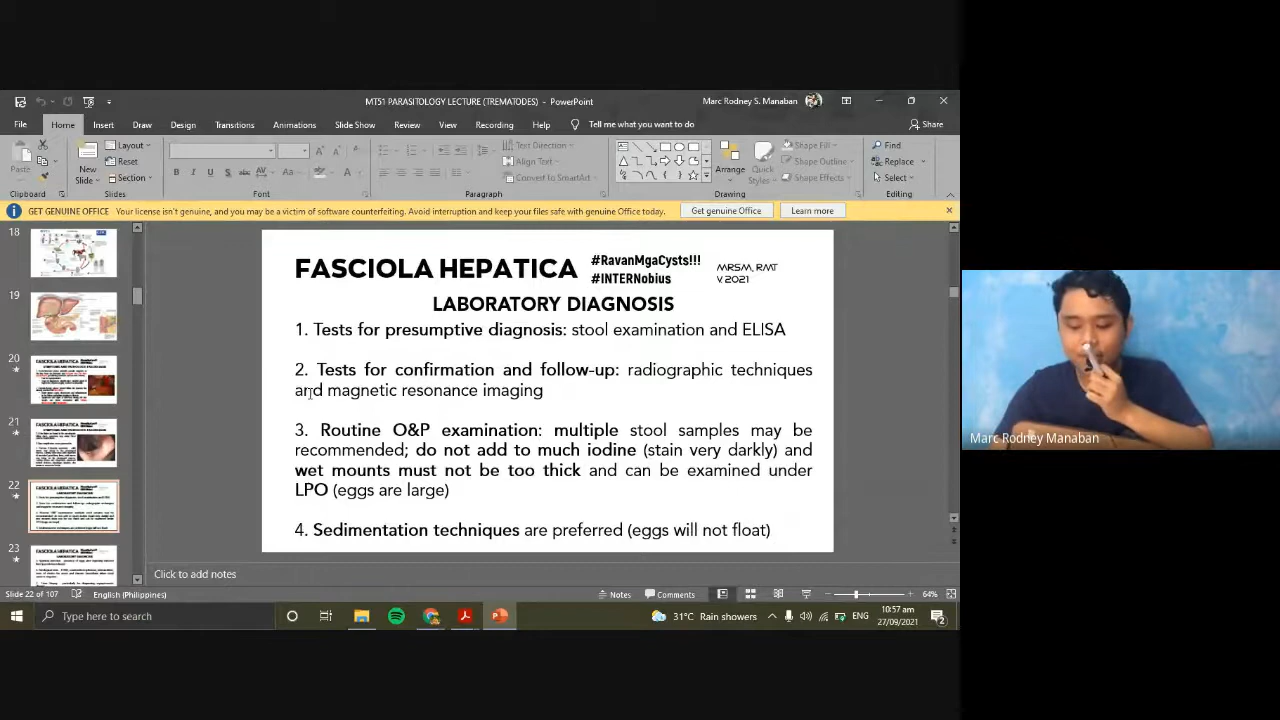 MT51 PARASITOLOGY LECTURE (TREMATODES) - PowerPoint
Marc Rodney S. Manaban
File Home Insert Draw Design Transitions Animations Slide Show Review View Recording Help Tell me what you want to do
Share
Paste
Clipboard
New Slide
Layout
Reset
Section
Slides
Font
Text Direction
Align Text
Convert to SmartArt
Paragraph
Arrange
Quick Styles
Shape Fill
Shape Outline
Shape Effects
Drawing
Find
Replace
Select
Editing
GET GENUINE OFFICE Your license isn't genuine, and you may be a victim of software counterfeiting. Avoid interruption and keep your files safe with genuine Office today. Get genuine Office Learn more
18
19
20
21
22
23
FASCIOLA HEPATICA
#RavanMgaCysts!!!
#INTERNobius
MRSM, RMT
V 2021
LABORATORY DIAGNOSIS
1. Tests for presumptive diagnosis: stool examination and ELISA
2. Tests for confirmation and follow-up: radiographic techniques
and magnetic resonance imaging
3. Routine O&P examination: multiple stool samples may be
recommended; do not add to much iodine (stain very darkly) and
wet mounts must not be too thick and can be examined under
LPO (eggs are large)
4. Sedimentation techniques are preferred (eggs will not float)
Click to add notes
Slide 22 of 107 English (Philippines) Notes Comments 64%
Type here to search
31°C Rain showers
ENG
10:57 am
27/09/2021
2
Marc Rodney Manaban